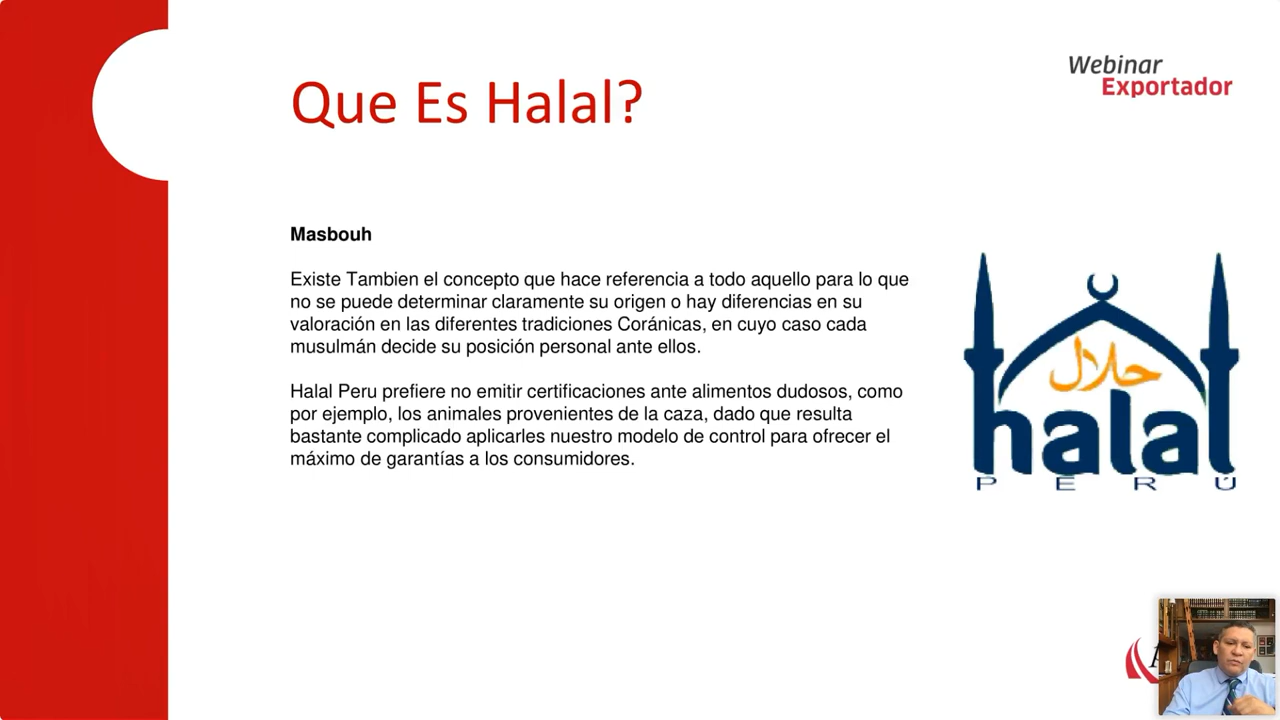 Que Es Halal?
Webinar
Exportador
Masbouh
Existe Tambien el concepto que hace referencia a todo aquello para lo que
no se puede determinar claramente su origen o hay diferencias en su
valoración en las diferentes tradiciones Coránicas, en cuyo caso cada
musulmán decide su posición personal ante ellos.
Halal Peru prefiere no emitir certificaciones ante alimentos dudosos, como
por ejemplo, los animales provenientes de la caza, dado que resulta
bastante complicado aplicarles nuestro modelo de control para ofrecer el
máximo de garantías a los consumidores.
حلال
halal
PERÚ